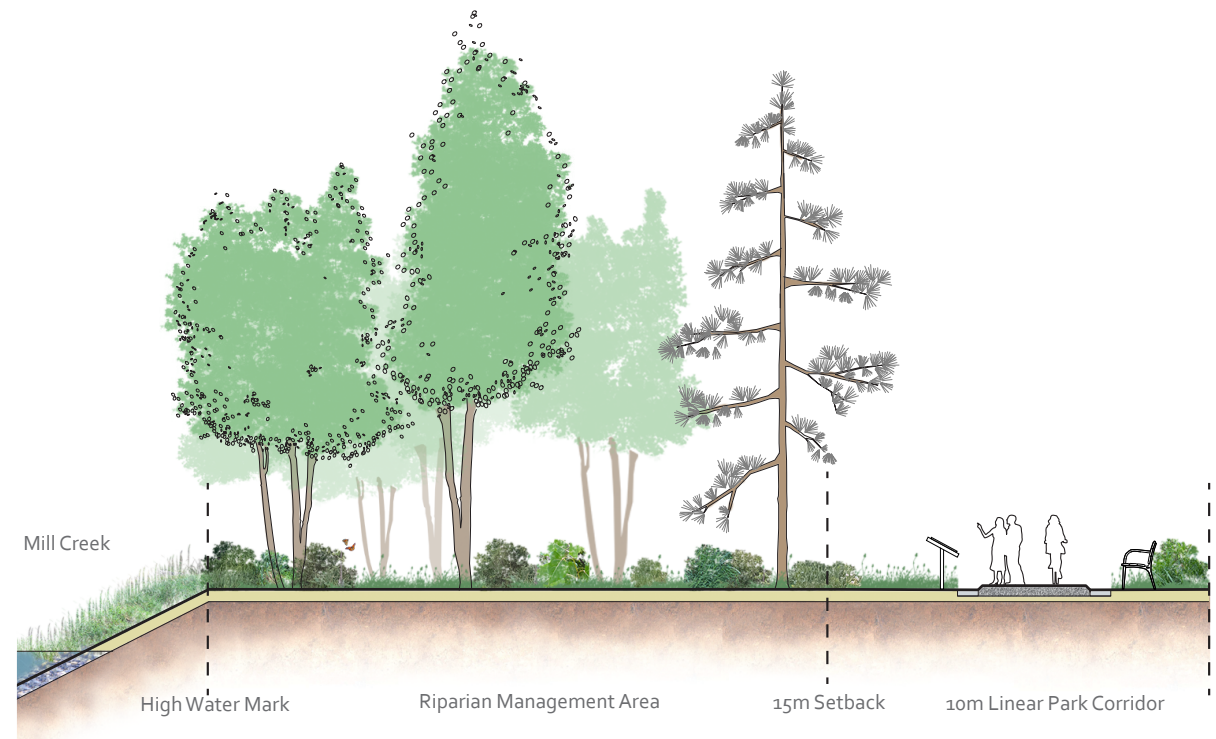 Mill Creek
High Water Mark
Riparian Management Area
15m Setback
10m Linear Park Corridor